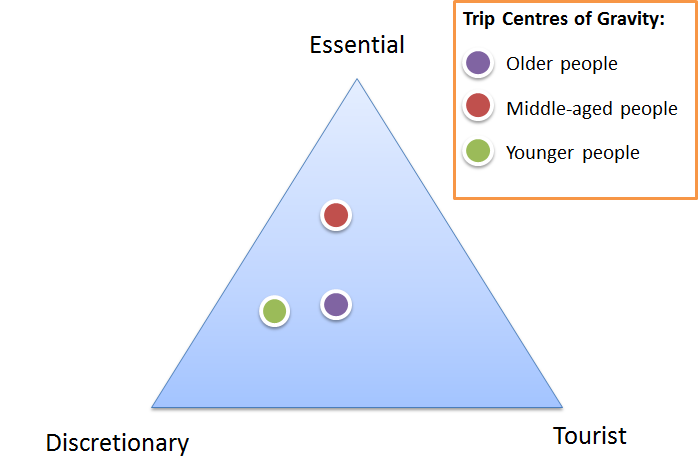 Trip Centres of Gravity:
Essential
Older people
Middle-aged people
Younger people
Discretionary
Tourist